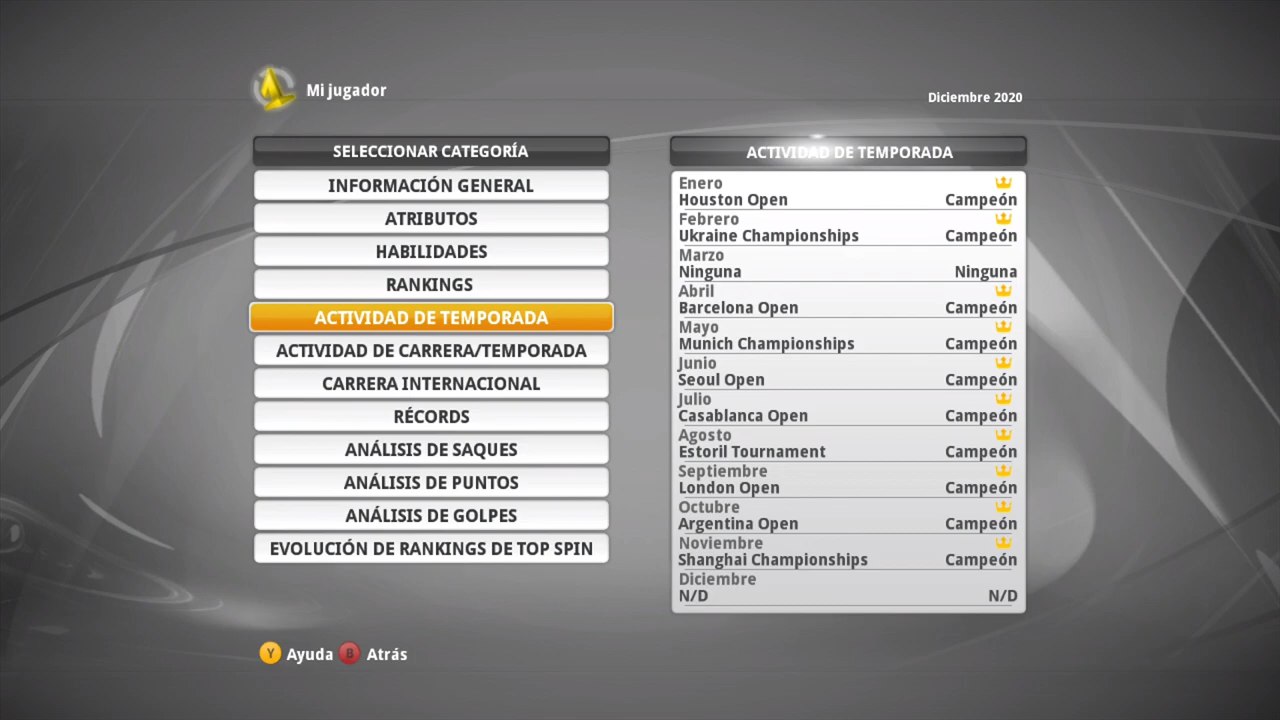 Mi jugador
Diciembre 2020
SELECCIONAR CATEGORÍA
INFORMACIÓN GENERAL
ATRIBUTOS
HABILIDADES
RANKINGS
ACTIVIDAD DE TEMPORADA
ACTIVIDAD DE CARRERA/TEMPORADA
CARRERA INTERNACIONAL
RÉCORDS
ANÁLISIS DE SAQUES
ANÁLISIS DE PUNTOS
ANÁLISIS DE GOLPES
EVOLUCIÓN DE RANKINGS DE TOP SPIN
ACTIVIDAD DE TEMPORADA
Enero
Houston Open Campeón
Febrero
Ukraine Championships Campeón
Marzo
Ninguna Ninguna
Abril
Barcelona Open Campeón
Mayo
Munich Championships Campeón
Junio
Seoul Open Campeón
Julio
Casablanca Open Campeón
Agosto
Estoril Tournament Campeón
Septiembre
London Open Campeón
Octubre
Argentina Open Campeón
Noviembre
Shanghai Championships Campeón
Diciembre
N/D N/D
Y Ayuda B Atrás